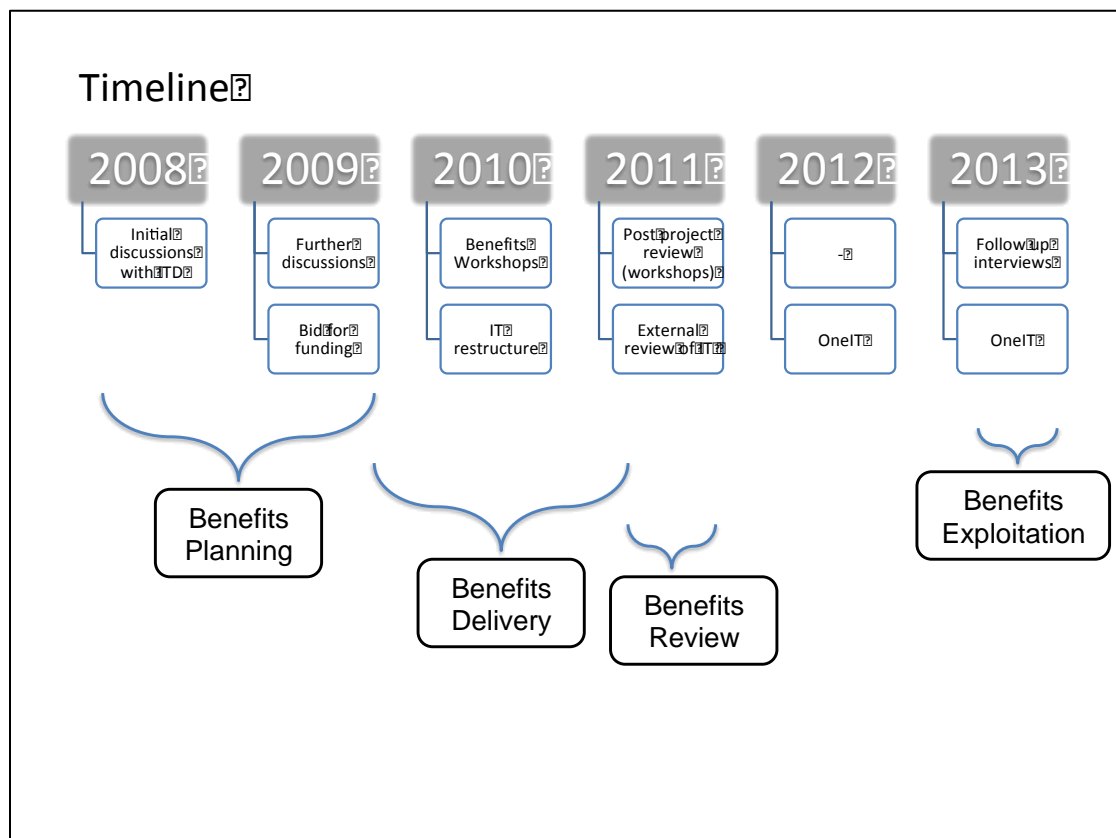 Timeline
2008
2009
2010
2011
2012
2013
Initial
discussions
with ITD
Further
discussions
Bid for
funding
Benefits
Workshops
IT
restructure
Post project
review
(workshops)
External
review of IT
-
OneIT
Follow up
interviews
OneIT
Benefits
Planning
Benefits
Delivery
Benefits
Review
Benefits
Exploitation